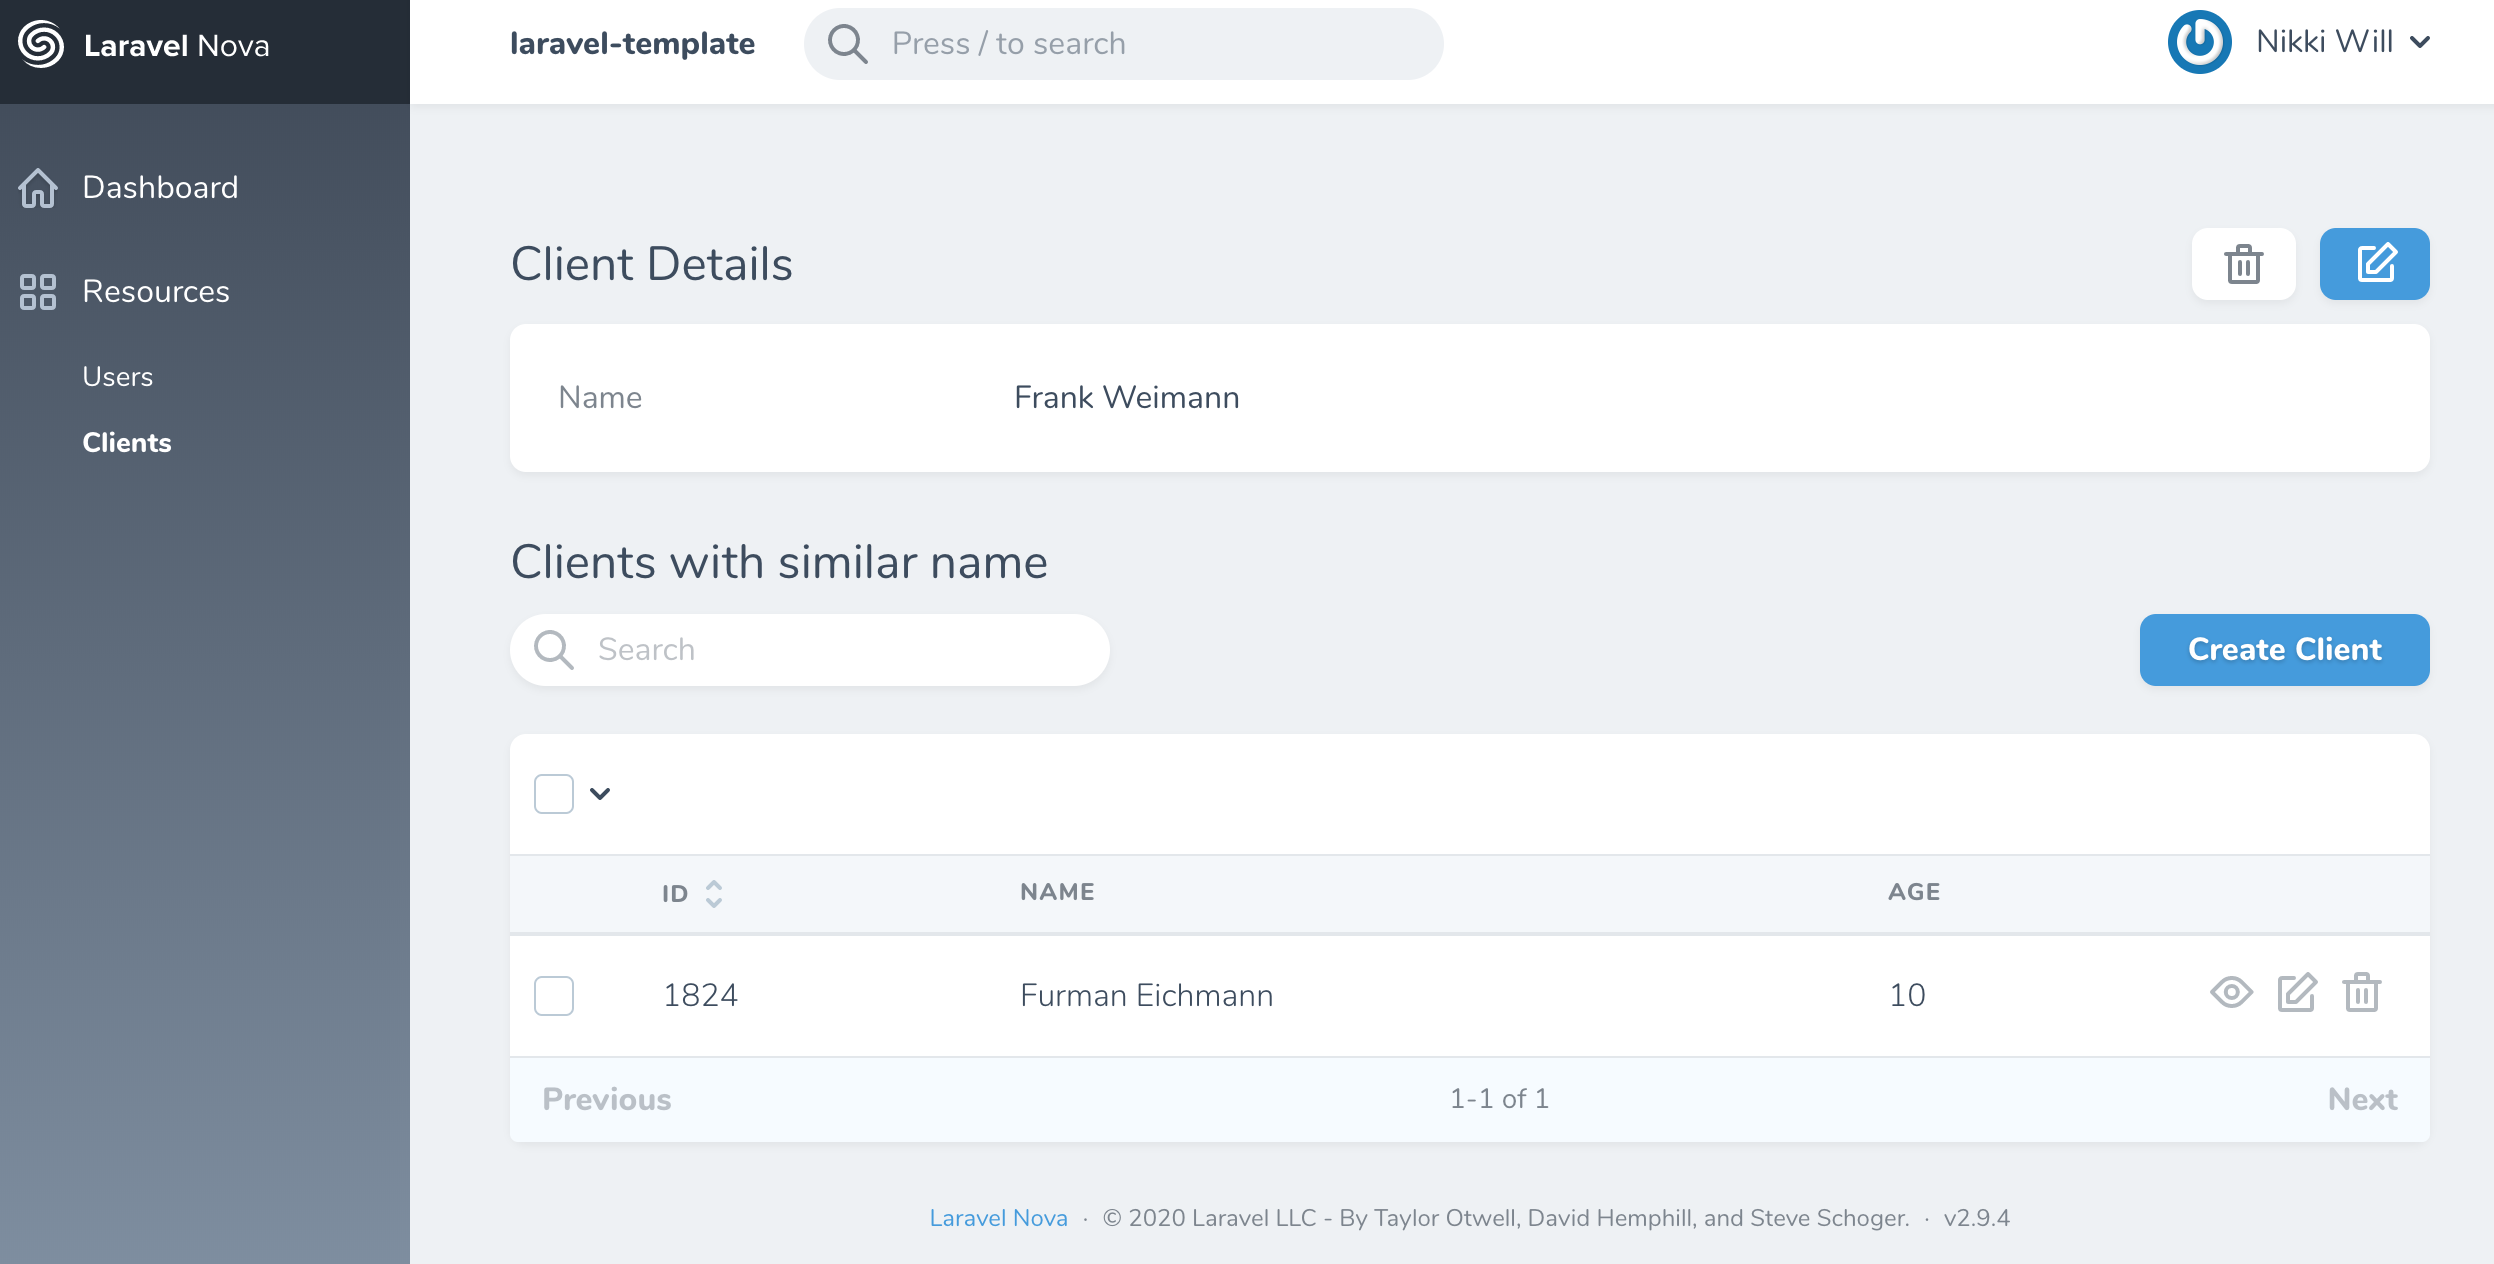 Laravel Nova
laravel-template
Press / to search
Nikki Will
Dashboard
Resources
Users
Clients
Client Details
Name
Frank Weimann
Clients with similar name
Search
Create Client
ID
NAME
AGE
1824
Furman Eichmann
10
Previous
1-1 of 1
Next
Laravel Nova · © 2020 Laravel LLC - By Taylor Otwell, David Hemphill, and Steve Schoger. · v2.9.4